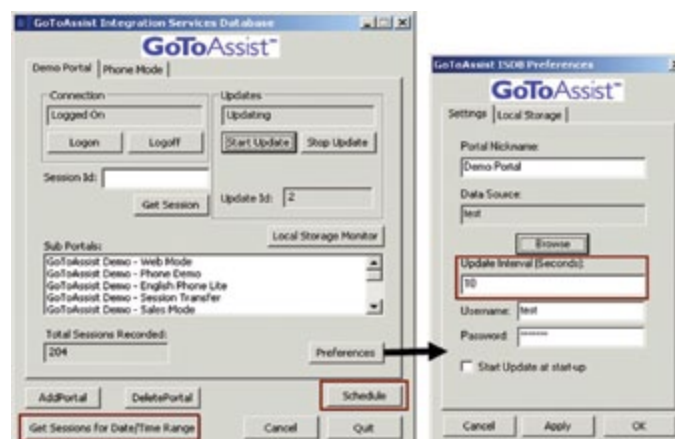 GoToAssist Integration Services Database
GoToAssist™
Demo Portal
Phone Mode
Connection
Logged On
Logon
Logoff
Updates
Updating
Start Update
Stop Update
Session Id:
Get Session
Update Id:
2
Local Storage Monitor
Sub Portals:
GoToAssist Demo - Web Mode
GoToAssist Demo - Phone Demo
GoToAssist Demo - English Phone Lite
GoToAssist Demo - Session Transfer
GoToAssist Demo - Sales Mode
Total Sessions Recorded:
204
Preferences
AddPortal
DeletePortal
Schedule
Get Sessions for Date/Time Range
Cancel
Quit
GoToAssist ISDB Preferences
GoToAssist™
Settings
Local Storage
Portal Nickname:
Demo Portal
Data Source:
test
Browse
Update Interval (Seconds):
10
Username:
test
Password:
Start Update at start-up
Cancel
Apply
OK